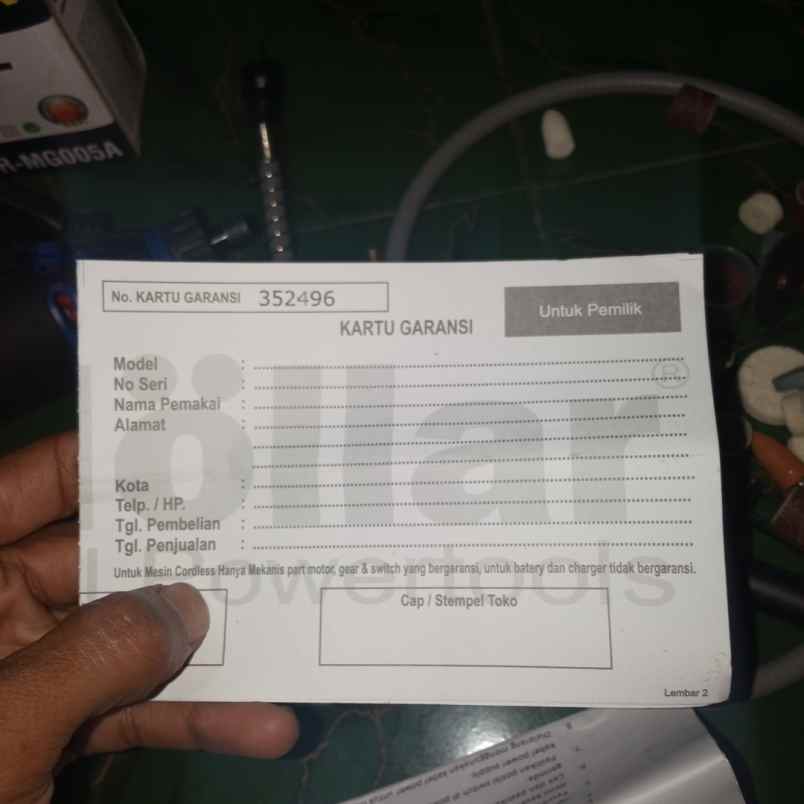 R-MG005A
No. KARTU GARANSI 352496
Untuk Pemilik
KARTU GARANSI
Model : ........................
No Seri : ........................
Nama Pemakai : ........................
Alamat : ........................
Kota : ........................
Telp. / HP. : ........................
Tgl. Pembelian : ........................
Tgl. Penjualan : ........................
öllar ®
powertools
Untuk Mesin Cordless Hanya Mekanis part motor, gear & switch yang bergaransi, untuk batery dan charger tidak bergaransi.
Cap / Stempel Toko
Lembar 2